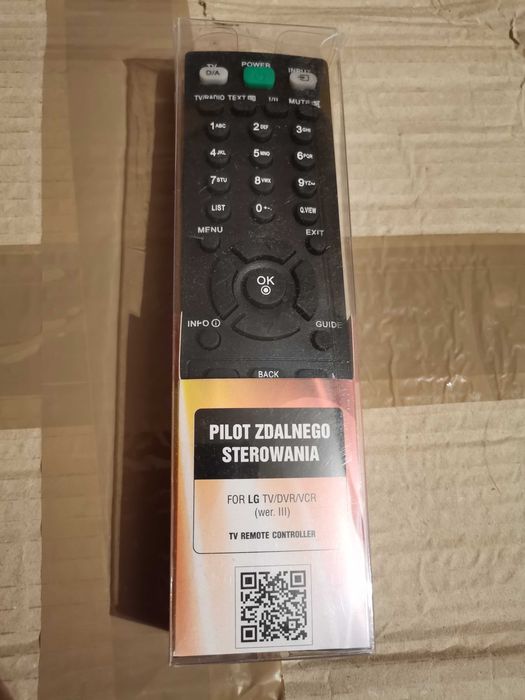 POWER
TV
D/A
INPUT
TV/RADIO TEXT I/II MUTE
1ABC 2DEF 3GHI
4JKL 5MNO 6PQR
7STU 8VWX 9YZ
LIST 0 Q.VIEW
MENU EXIT
OK
INFO i GUIDE
BACK
PILOT ZDALNEGO
STEROWANIA
FOR LG TV/DVR/VCR
(wer. III)
TV REMOTE CONTROLLER